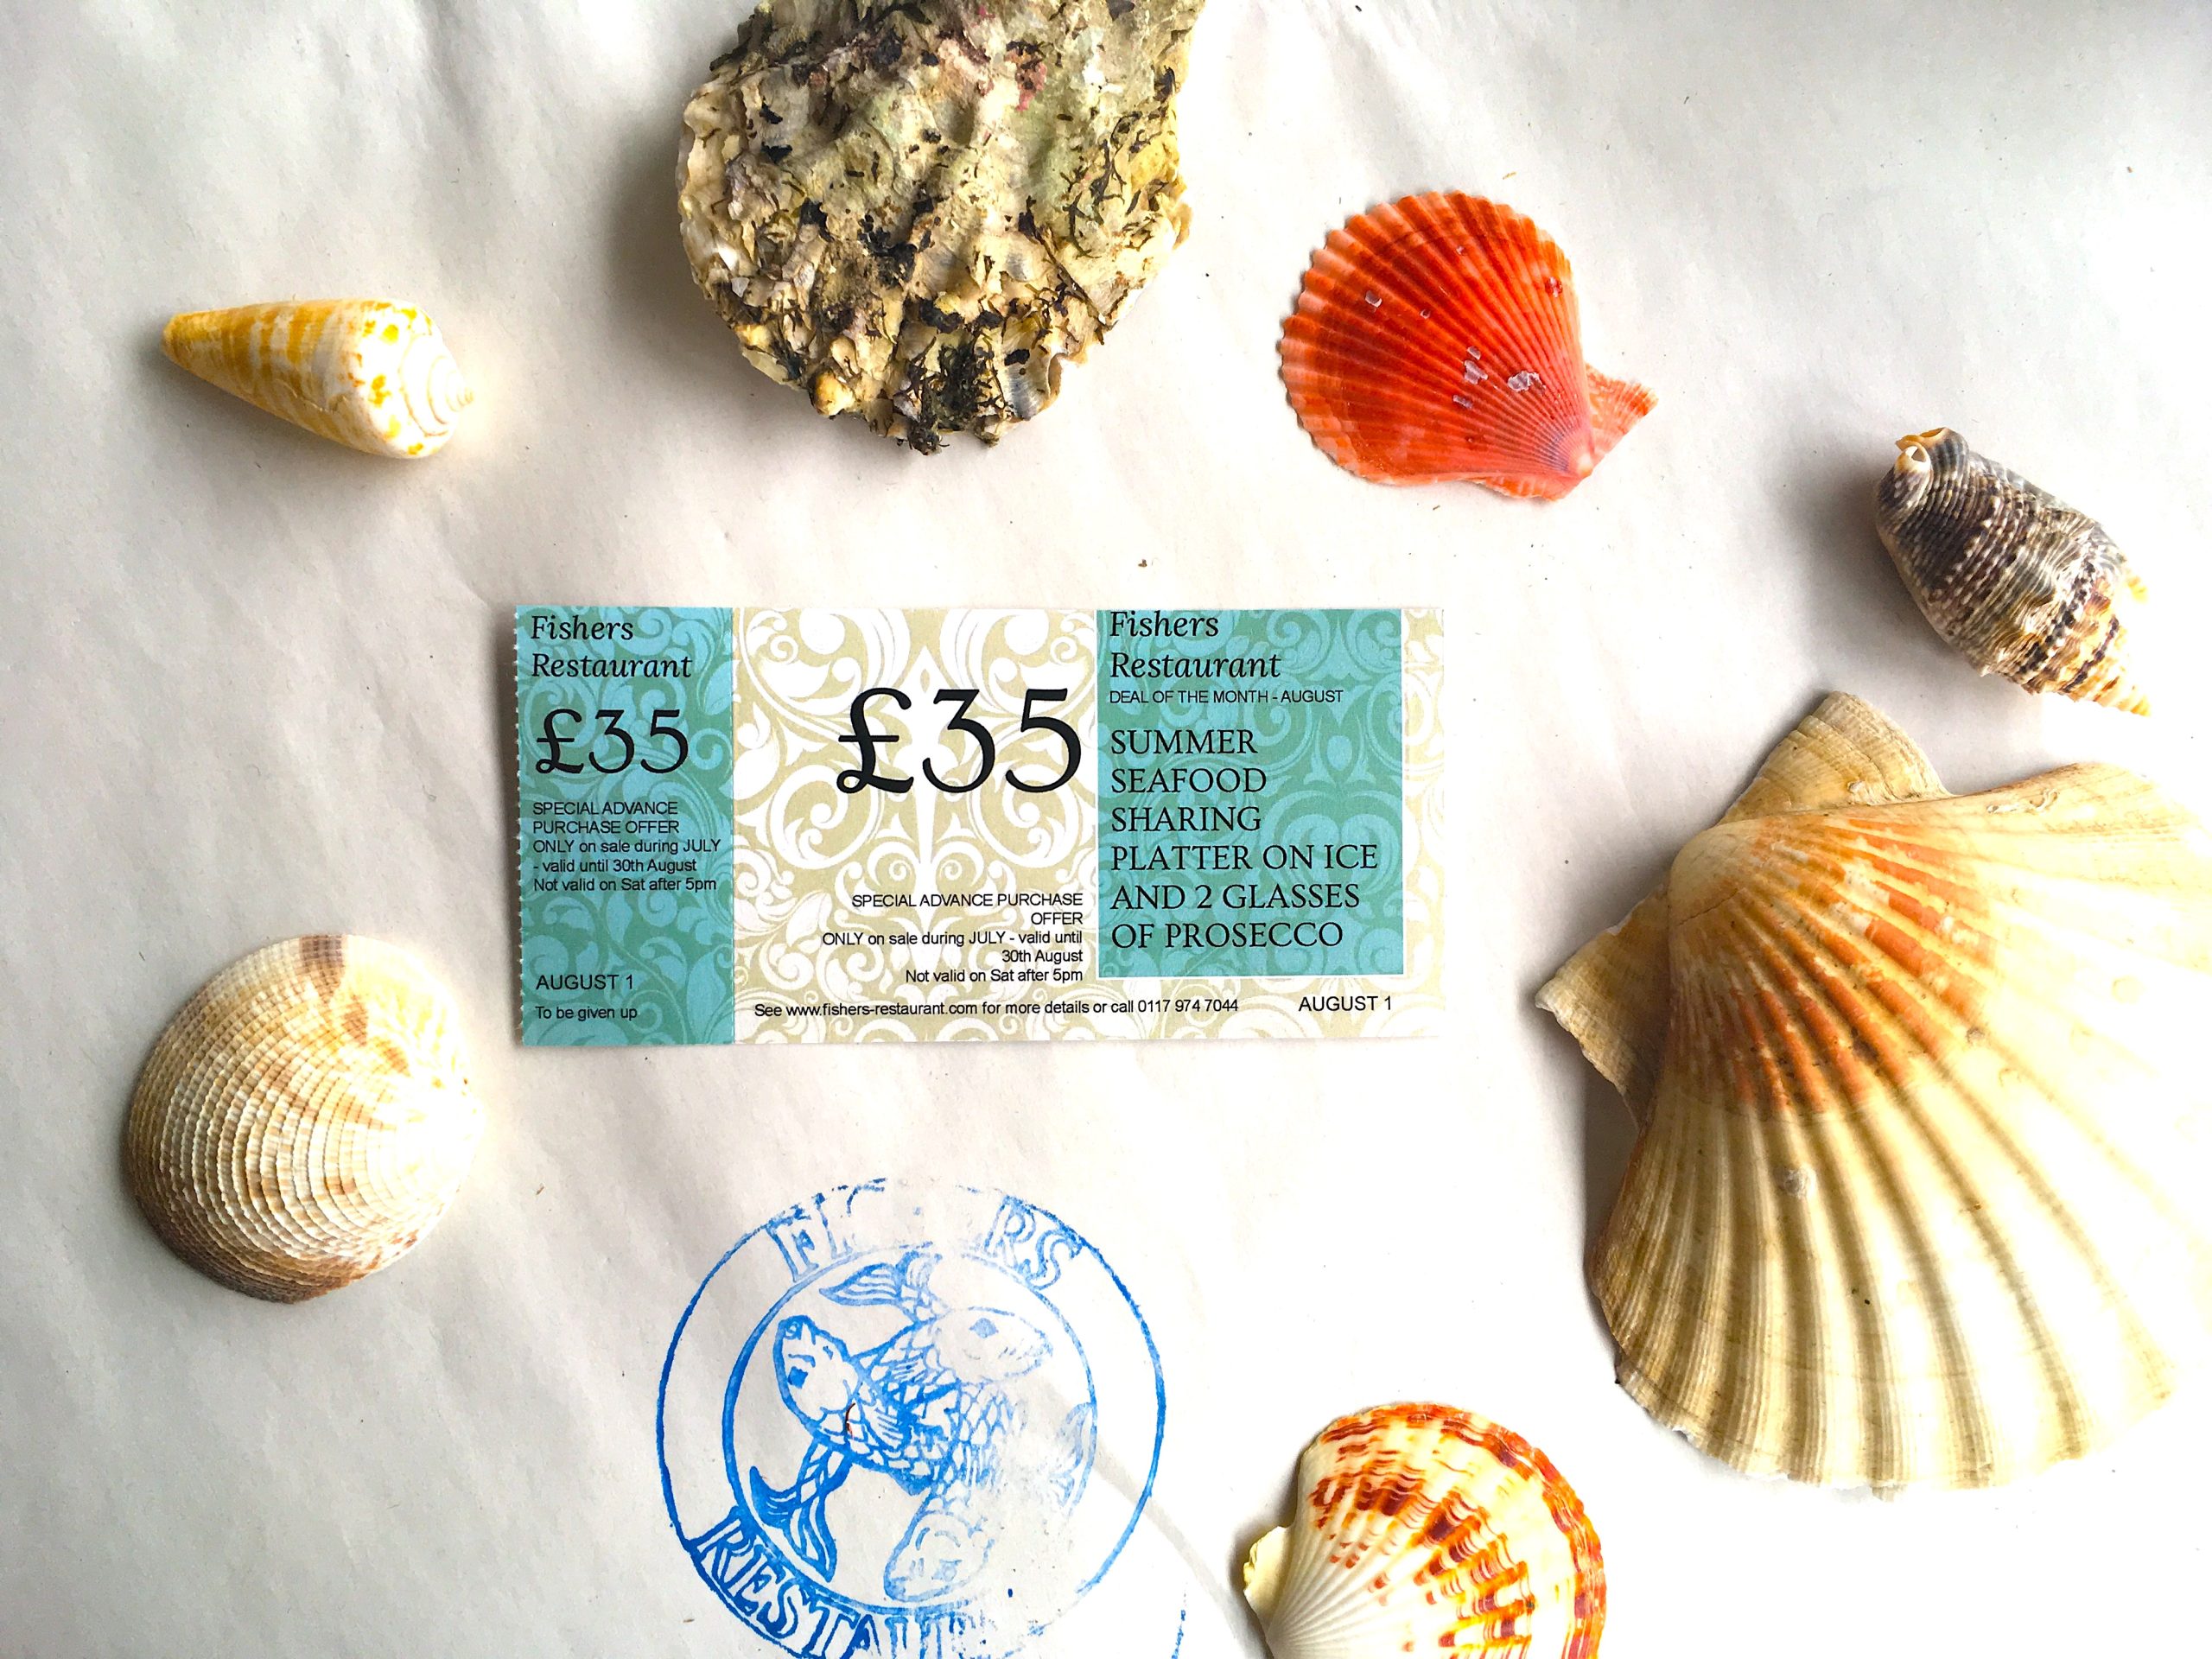 Fishers
Restaurant
£35
SPECIAL ADVANCE
PURCHASE OFFER
ONLY on sale during JULY
- valid until 30th August
Not valid on Sat after 5pm
AUGUST 1
To be given up
£35
SPECIAL ADVANCE PURCHASE
OFFER
ONLY on sale during JULY - valid until
30th August
Not valid on Sat after 5pm
See www.fishers-restaurant.com for more details or call 0117 974 7044
Fishers
Restaurant
DEAL OF THE MONTH - AUGUST
SUMMER
SEAFOOD
SHARING
PLATTER ON ICE
AND 2 GLASSES
OF PROSECCO
AUGUST 1